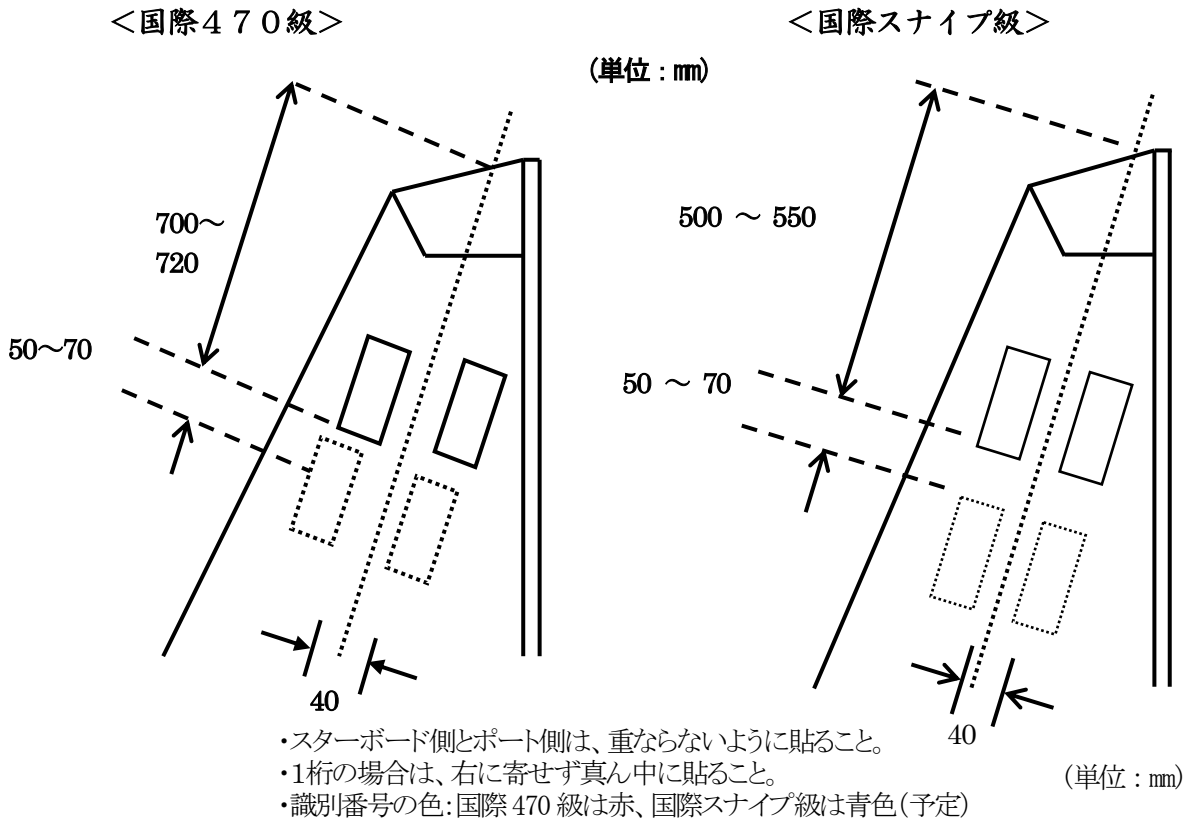 ＜国際４７０級＞
＜国際スナイプ級＞
(単位：㎜)
700～
720
50～70
40
500 ～ 550
50 ～ 70
40
・スターボード側とポート側は、重ならないように貼ること。
・1桁の場合は、右に寄せず真ん中に貼ること。
(単位：㎜)
・識別番号の色：国際 470 級は赤、国際スナイプ級は青色(予定)